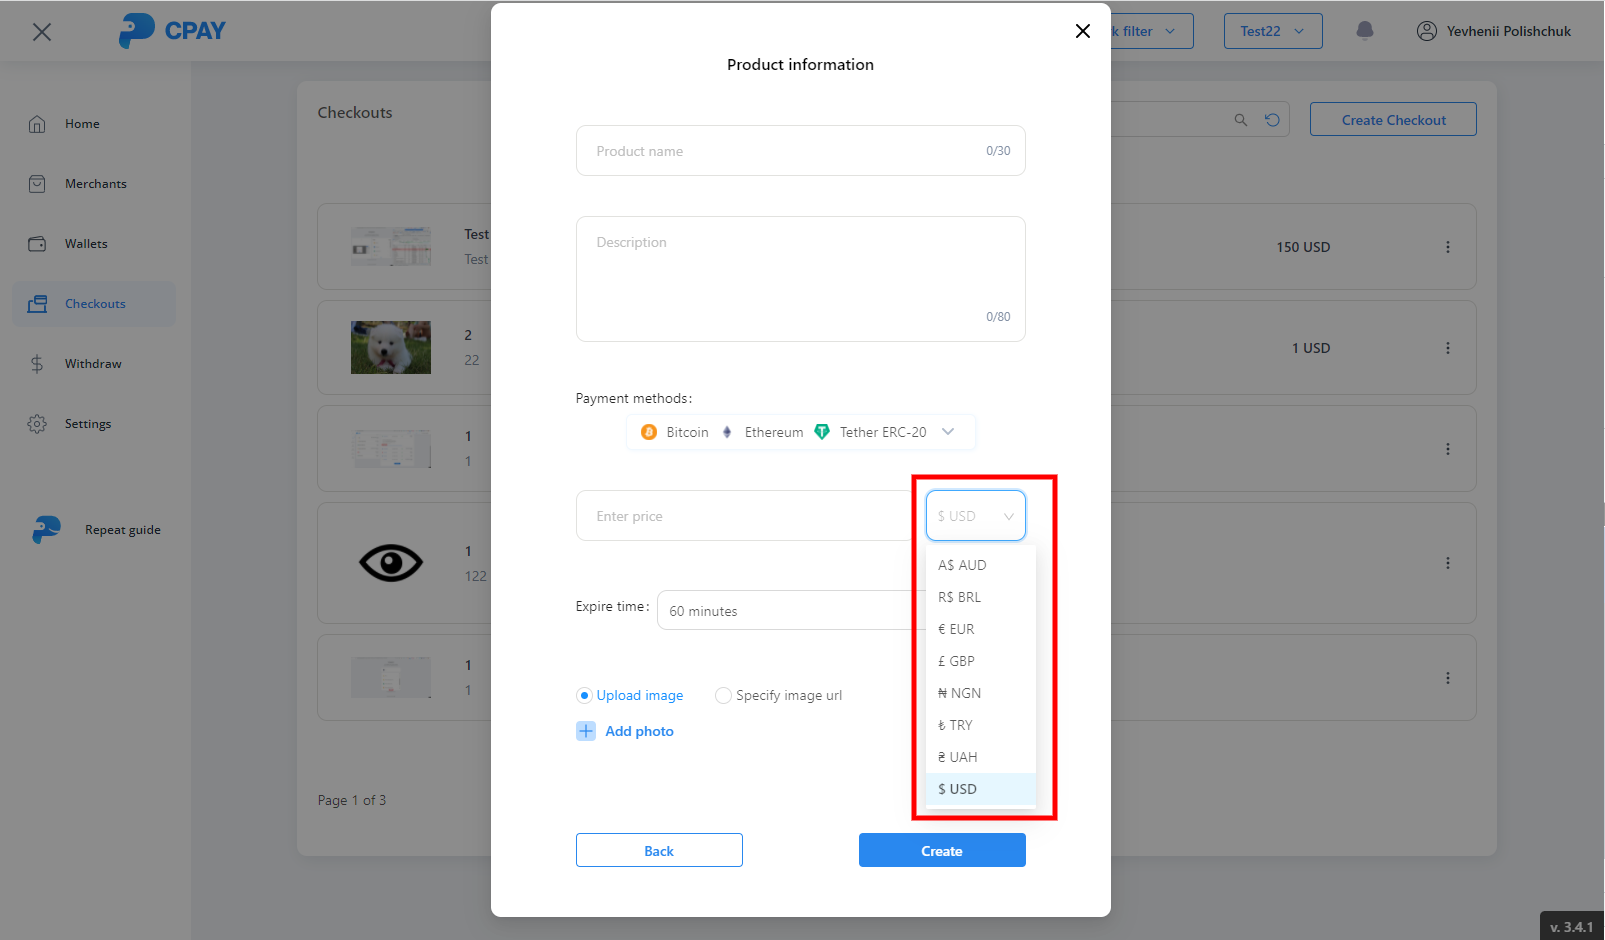 CPAY
k filter
Test22
Yevhenii Polishchuk
Home
Merchants
Wallets
Checkouts
Withdraw
Settings
Repeat guide
Checkouts
Create Checkout
Test
Test
150 USD
2
22
1 USD
1
1
1
122
1
1
Page 1 of 3
Product information
Product name
0/30
Description
0/80
Payment methods:
Bitcoin Ethereum Tether ERC-20
Enter price
$ USD
A$ AUD
R$ BRL
€ EUR
£ GBP
₦ NGN
₺ TRY
₴ UAH
$ USD
Expire time: 60 minutes
Upload image Specify image url
Add photo
Back
Create
v. 3.4.1